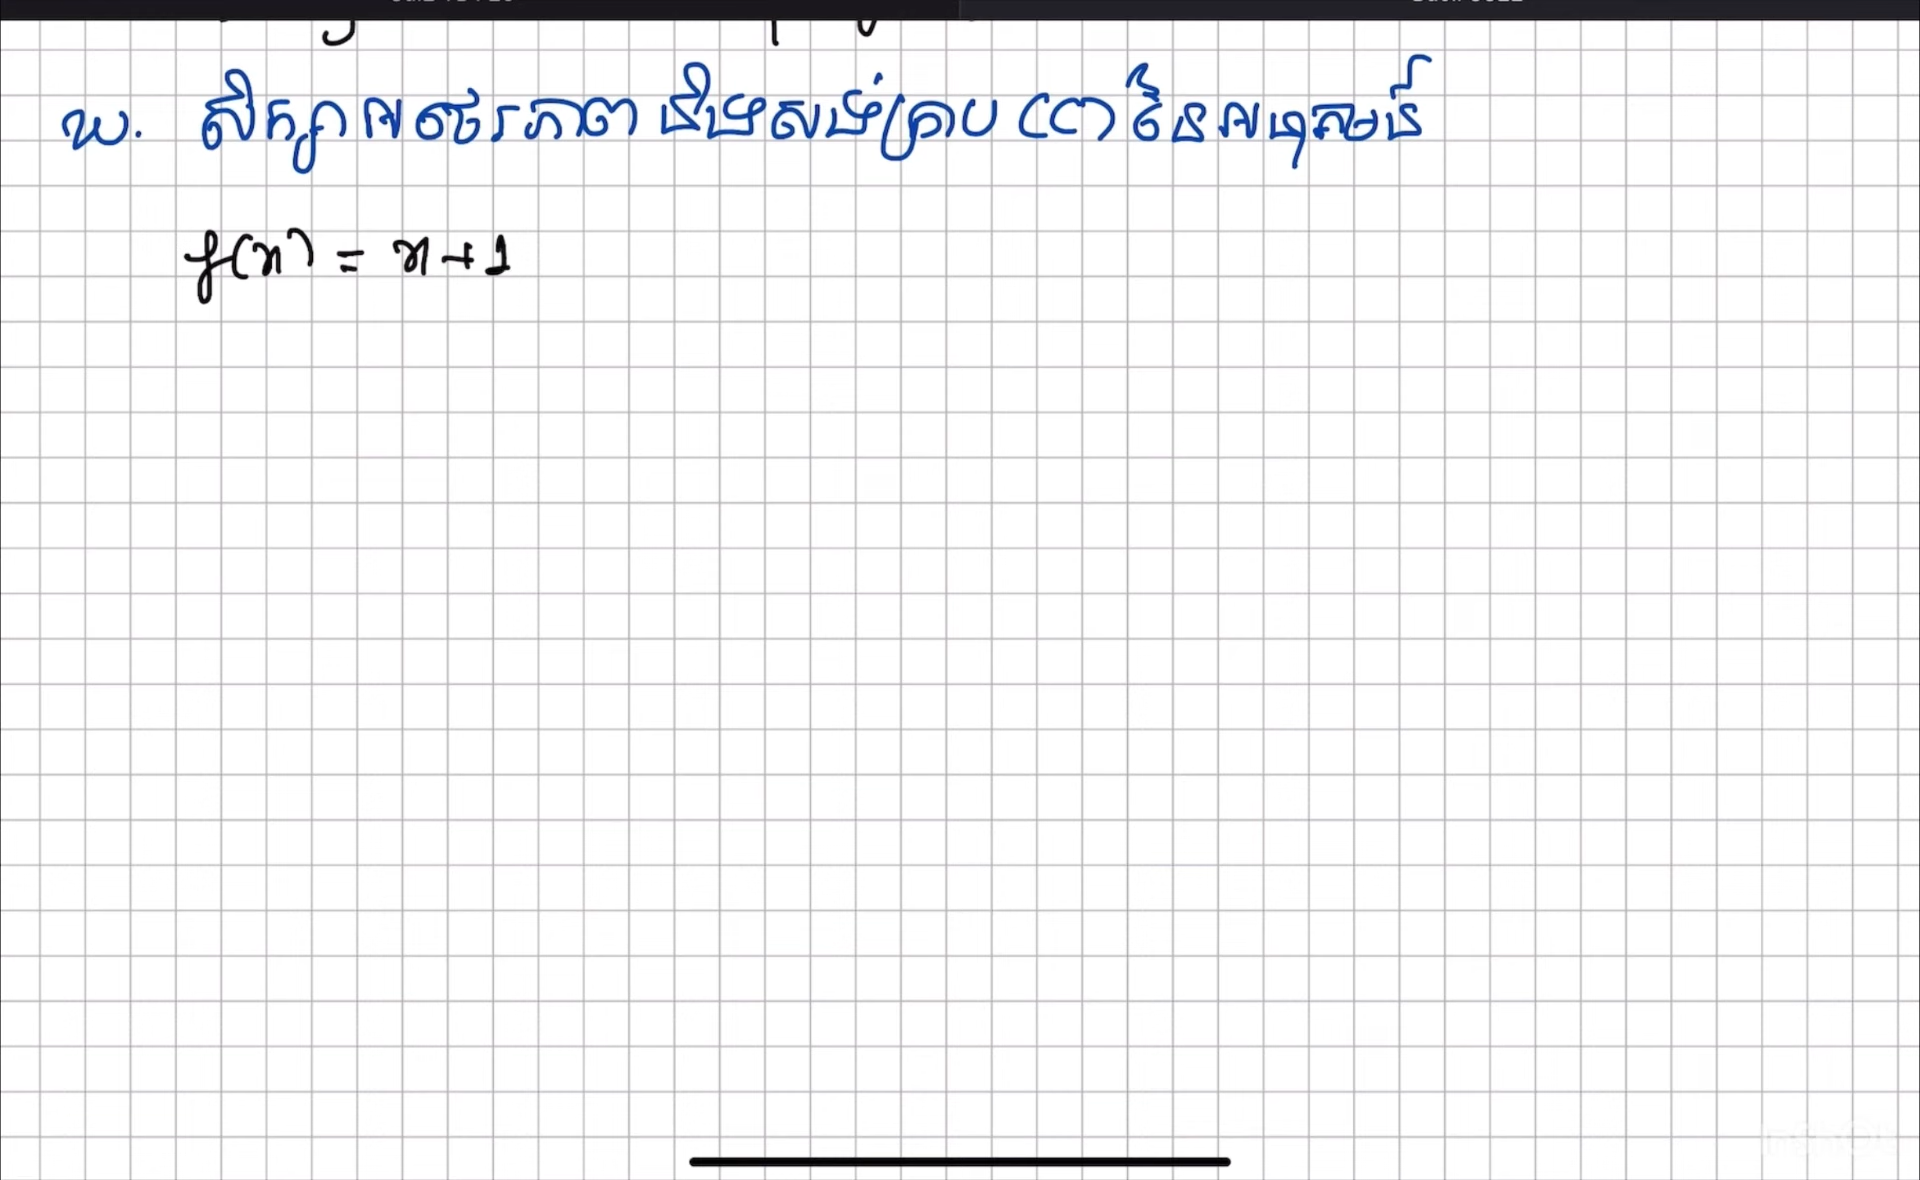 ឃ. សិក្សាអថេរភាព និងសង់ក្រាប (C) នៃអនុគមន៍
f(x) = x + 1